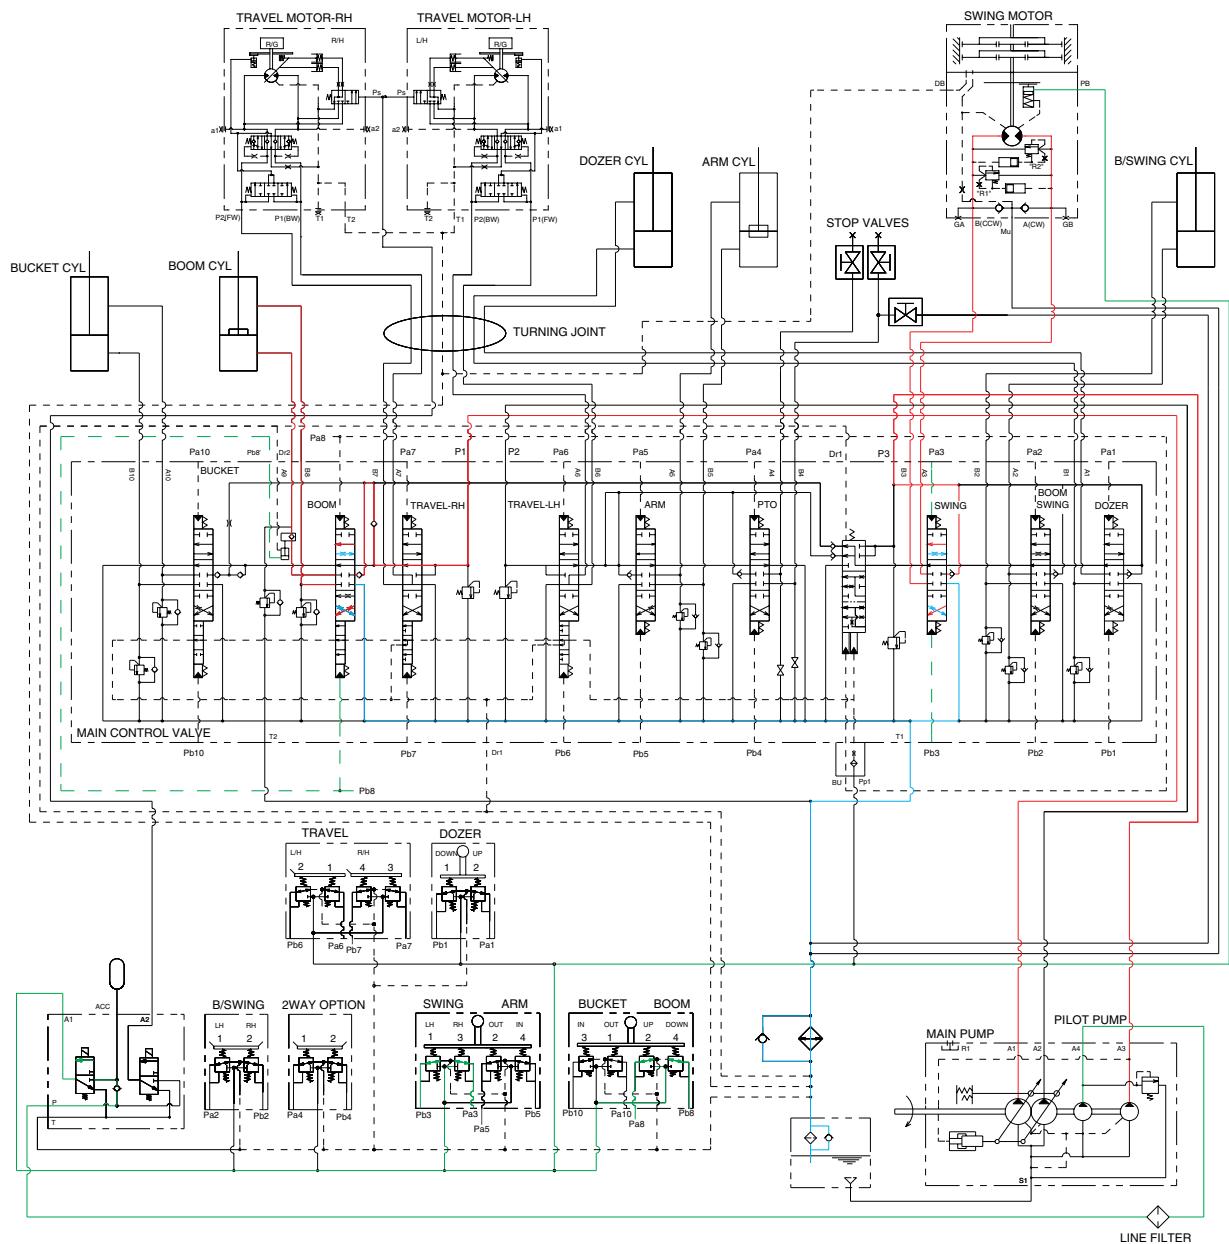 TRAVEL MOTOR-RH TRAVEL MOTOR-LH SWING MOTOR
R/G R/H L/H R/G
DB PB
Ps Ps
a1 a2 a2 a1
DOZER CYL ARM CYL B/SWING CYL
"R2"
"R1"
P2(FW) P1(BW) T1 T2 T2 T1 P2(BW) P1(FW)
GA B(CCW) Mu A(CW) GB
STOP VALVES
BUCKET CYL BOOM CYL
TURNING JOINT
Pa8
Pa10 Pb8' Dr2 Pa7 P1 P2 Pa6 Pa5 Pa4 Dr1 P3 Pa3 Pa2 Pa1
B10 A10 A9 B8 B7 A7 A6 B6 A6 B5 A4 B4 B3 A3 B2 A2 B1 A1
BUCKET
BOOM TRAVEL-RH TRAVEL-LH ARM PTO SWING BOOM SWING DOZER
MAIN CONTROL VALVE
T2 T1
Pb10 Pb7 Dr1 Pb6 Pb5 Pb4 Pb3 Pb2 Pb1
BU Pp1
Pb8
TRAVEL DOZER
L/H R/H DOWN UP
2 1 4 3 1 2
Pb6 Pa6 Pb7 Pa7 Pb1 Pa1
ACC
A1 A2
B/SWING 2WAY OPTION SWING ARM BUCKET BOOM
LH RH LH RH OUT IN IN OUT UP DOWN
1 2 1 2 1 3 2 4 3 1 2 4
P
T
Pa2 Pb2 Pa4 Pb4 Pb3 Pa3 Pa5 Pb5 Pb10 Pa10 Pa8 Pb8
PILOT PUMP
MAIN PUMP
R1 A1 A2 A4 A3
S1
LINE FILTER